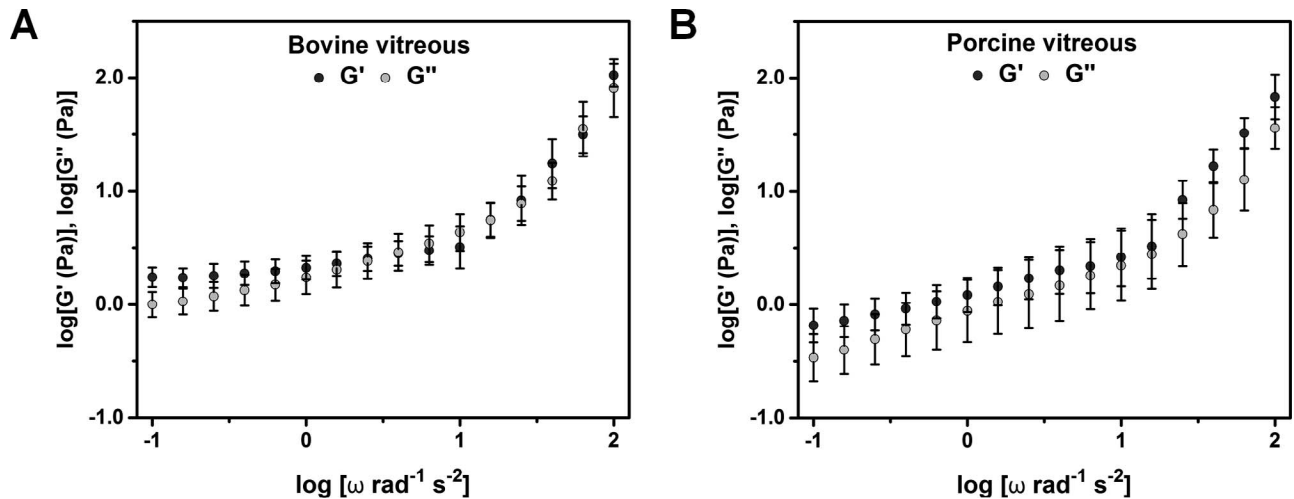 A
Bovine vitreous
G' G''
log[G' (Pa)], log[G'' (Pa)]
2.0
1.0
0.0
-1.0
-1 0 1 2
log [ω rad⁻¹ s⁻²]
B
Porcine vitreous
G' G''
log[G' (Pa)], log[G'' (Pa)]
2.0
1.0
0.0
-1.0
-1 0 1 2
log [ω rad⁻¹ s⁻²]